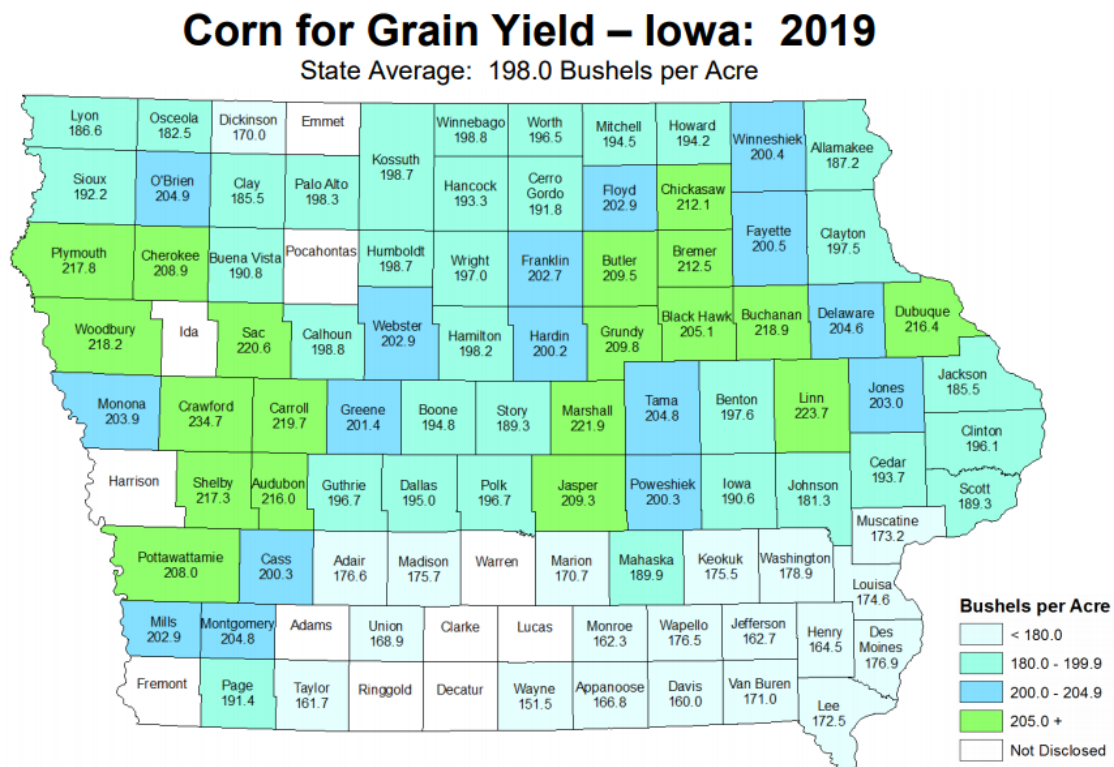 Corn for Grain Yield – Iowa: 2019
State Average: 198.0 Bushels per Acre
Lyon
186.6
Osceola
182.5
Dickinson
170.0
Emmet
Kossuth
198.7
Winnebago
198.8
Worth
196.5
Mitchell
194.5
Howard
194.2
Winneshiek
200.4
Allamakee
187.2
Sioux
192.2
O'Brien
204.9
Clay
185.5
Palo Alto
198.3
Hancock
193.3
Cerro
Gordo
191.8
Floyd
202.9
Chickasaw
212.1
Fayette
200.5
Clayton
197.5
Plymouth
217.8
Cherokee
208.9
Buena Vista
190.8
Pocahontas
Humboldt
198.7
Wright
197.0
Franklin
202.7
Butler
209.5
Bremer
212.5
Woodbury
218.2
Ida
Sac
220.6
Calhoun
198.8
Webster
202.9
Hamilton
198.2
Hardin
200.2
Grundy
209.8
Black Hawk
205.1
Buchanan
218.9
Delaware
204.6
Dubuque
216.4
Monona
203.9
Crawford
234.7
Carroll
219.7
Greene
201.4
Boone
194.8
Story
189.3
Marshall
221.9
Tama
204.8
Benton
197.6
Linn
223.7
Jones
203.0
Jackson
185.5
Clinton
196.1
Harrison
Shelby
217.3
Audubon
216.0
Guthrie
196.7
Dallas
195.0
Polk
196.7
Jasper
209.3
Poweshiek
200.3
Iowa
190.6
Johnson
181.3
Cedar
193.7
Scott
189.3
Muscatine
173.2
Pottawattamie
208.0
Cass
200.3
Adair
176.6
Madison
175.7
Warren
Marion
170.7
Mahaska
189.9
Keokuk
175.5
Washington
178.9
Louisa
174.6
Mills
202.9
Montgomery
204.8
Adams
Union
168.9
Clarke
Lucas
Monroe
162.3
Wapello
176.5
Jefferson
162.7
Henry
164.5
Des
Moines
176.9
Fremont
Page
191.4
Taylor
161.7
Ringgold
Decatur
Wayne
151.5
Appanoose
166.8
Davis
160.0
Van Buren
171.0
Lee
172.5
Bushels per Acre
< 180.0
180.0 - 199.9
200.0 - 204.9
205.0 +
Not Disclosed